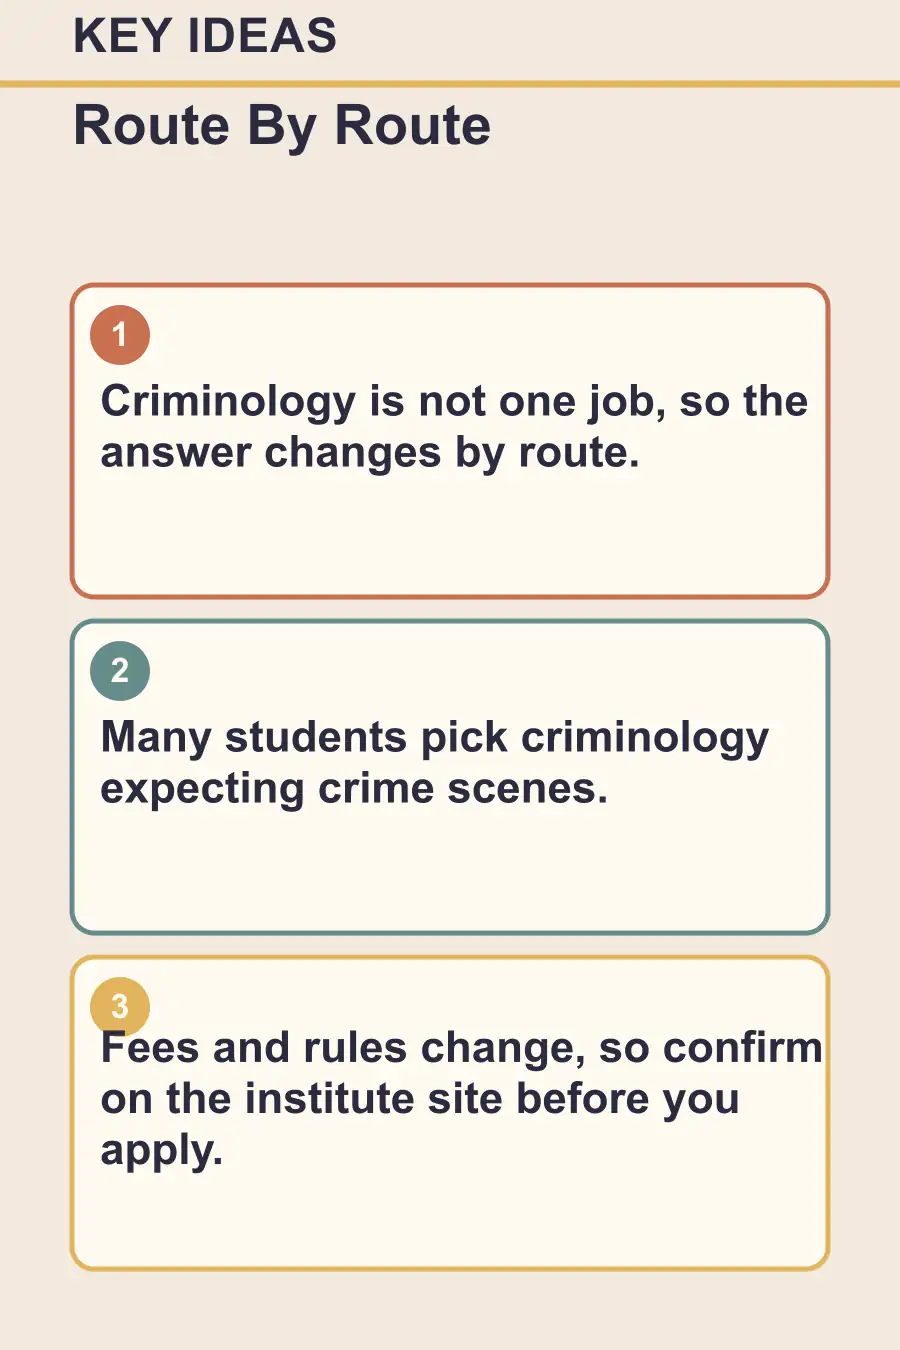 KEY IDEAS
Route By Route
1
Criminology is not one job, so the
answer changes by route.
2
Many students pick criminology
expecting crime scenes.
3
Fees and rules change, so confirm
on the institute site before you
apply.